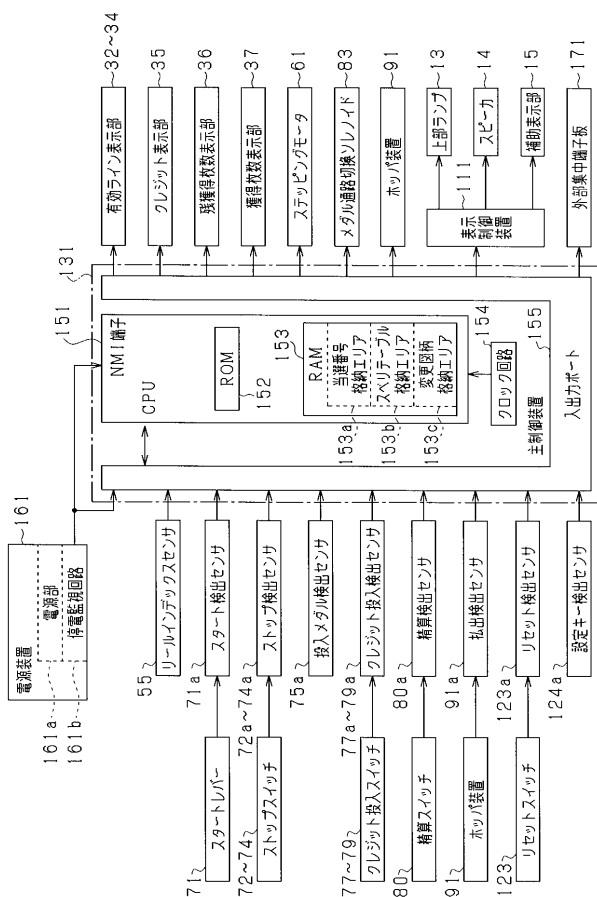 161
電源装置
電源部
停電監視回路
161a
161b
131
151
NMI端子
CPU
ROM
152
153
RAM
当選番号
格納エリア
スベリテーブル
格納エリア
変更図柄
格納エリア
153a
153b
153c
154
クロック回路
主制御装置
155
入出力ポート
55
リールインデックスセンサ
71
スタートレバー
71a
スタート検出センサ
72~74
ストップスイッチ
72a~74a
ストップ検出センサ
75a
投入メダル検出センサ
77~79
クレジット投入スイッチ
77a~79a
クレジット投入検出センサ
80
精算スイッチ
80a
精算検出センサ
91
ホッパ装置
91a
払出検出センサ
123
リセットスイッチ
123a
リセット検出センサ
124a
設定キー検出センサ
有効ライン表示部
32~34
クレジット表示部
35
残獲得枚数表示部
36
獲得枚数表示部
37
ステッピングモータ
61
メダル通路切換ソレノイド
83
ホッパ装置
91
表示
制御装置
111
上部ランプ
13
スピーカ
14
補助表示部
15
外部集中端子板
171